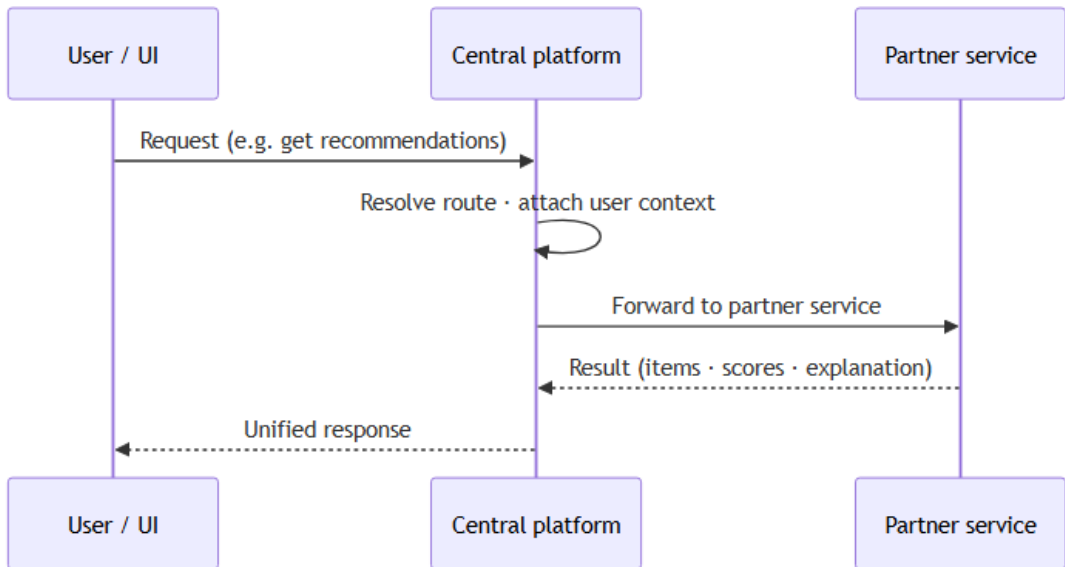 User / UI
Central platform
Partner service
Request (e.g. get recommendations)
Resolve route · attach user context
Forward to partner service
Result (items · scores · explanation)
Unified response
User / UI
Central platform
Partner service